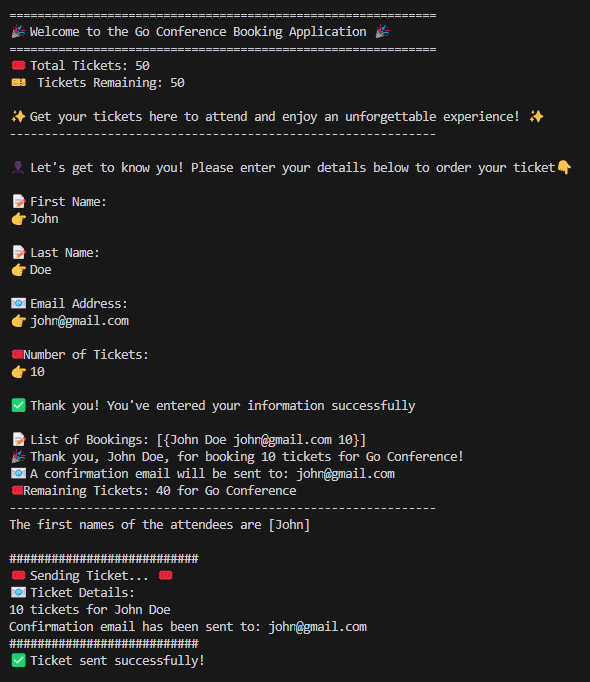 =============================================================
🎉 Welcome to the Go Conference Booking Application 🎉
=============================================================
🎟️ Total Tickets: 50
🎫 Tickets Remaining: 50
✨ Get your tickets here to attend and enjoy an unforgettable experience! ✨
-------------------------------------------------------------
👤 Let's get to know you! Please enter your details below to order your ticket👇
📝 First Name:
👉 John
📝 Last Name:
👉 Doe
📧 Email Address:
👉 john@gmail.com
🎟️Number of Tickets:
👉 10
✅ Thank you! You've entered your information successfully
📝 List of Bookings: [{John Doe john@gmail.com 10}]
🎉 Thank you, John Doe, for booking 10 tickets for Go Conference!
📧 A confirmation email will be sent to: john@gmail.com
🎟️Remaining Tickets: 40 for Go Conference
-------------------------------------------------------------
The first names of the attendees are [John]
###########################
🎟️ Sending Ticket... 🎟️
📧 Ticket Details:
10 tickets for John Doe
Confirmation email has been sent to: john@gmail.com
###########################
✅ Ticket sent successfully!